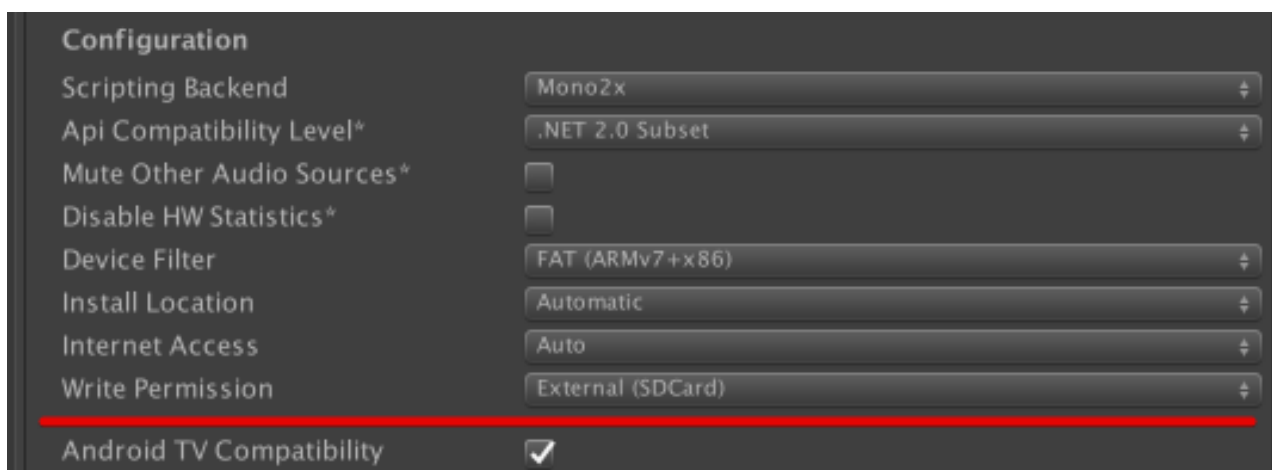 Configuration
Scripting Backend Mono2x
Api Compatibility Level* .NET 2.0 Subset
Mute Other Audio Sources*
Disable HW Statistics*
Device Filter FAT (ARMv7+x86)
Install Location Automatic
Internet Access Auto
Write Permission External (SDCard)
Android TV Compatibility